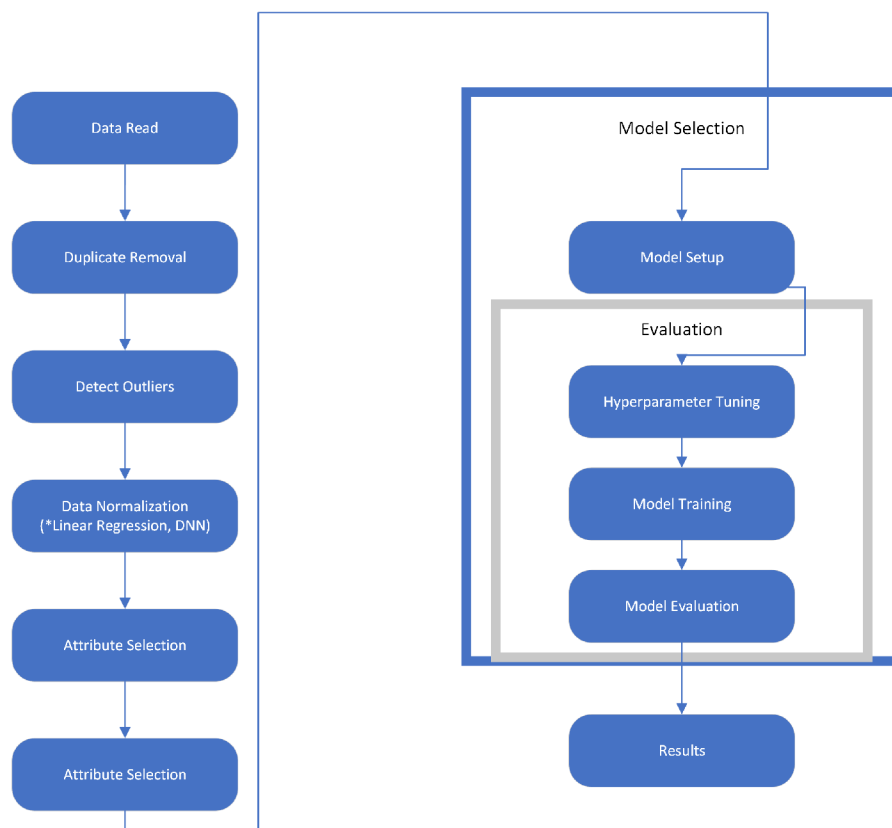 Data Read
Duplicate Removal
Detect Outliers
Data Normalization
(*Linear Regression, DNN)
Attribute Selection
Attribute Selection
Model Selection
Model Setup
Evaluation
Hyperparameter Tuning
Model Training
Model Evaluation
Results